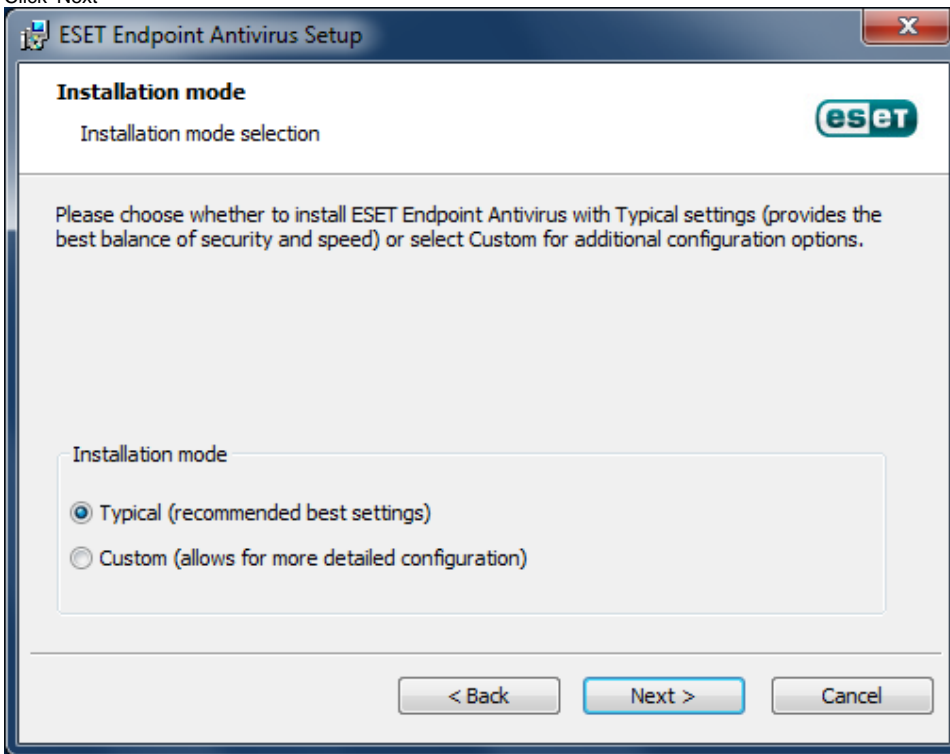 Click 'Next'
ESET Endpoint Antivirus Setup
Installation mode
Installation mode selection
eset
Please choose whether to install ESET Endpoint Antivirus with Typical settings (provides the
best balance of security and speed) or select Custom for additional configuration options.
Installation mode
Typical (recommended best settings)
Custom (allows for more detailed configuration)
< Back
Next >
Cancel